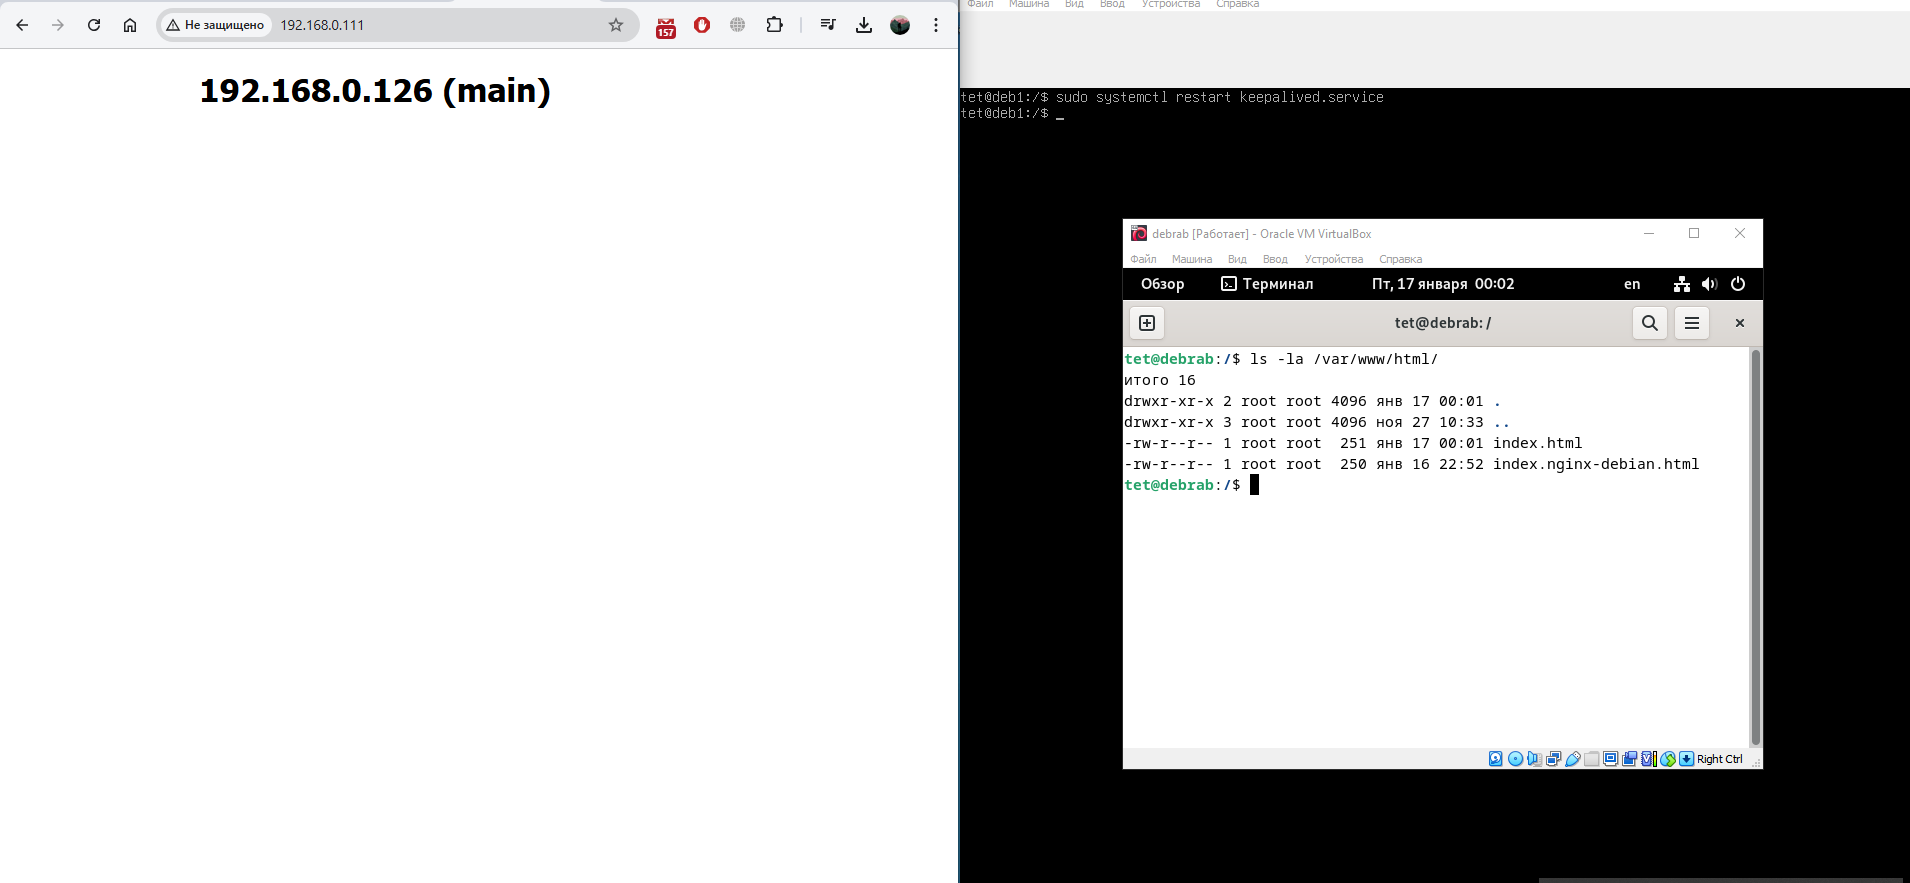 Не защищено
192.168.0.111
157
192.168.0.126 (main)
Файл Машина Вид Ввод Устройства Справка
tet@deb1:/$ sudo systemctl restart keepalived.service
tet@deb1:/$ _
debrab [Работает] - Oracle VM VirtualBox
Файл Машина Вид Ввод Устройства Справка
Обзор Терминал Пт, 17 января 00:02 en
tet@debrab: /
tet@debrab:/$ ls -la /var/www/html/
итого 16
drwxr-xr-x 2 root root 4096 янв 17 00:01 .
drwxr-xr-x 3 root root 4096 ноя 27 10:33 ..
-rw-r--r-- 1 root root  251 янв 17 00:01 index.html
-rw-r--r-- 1 root root  250 янв 16 22:52 index.nginx-debian.html
tet@debrab:/$
Right Ctrl